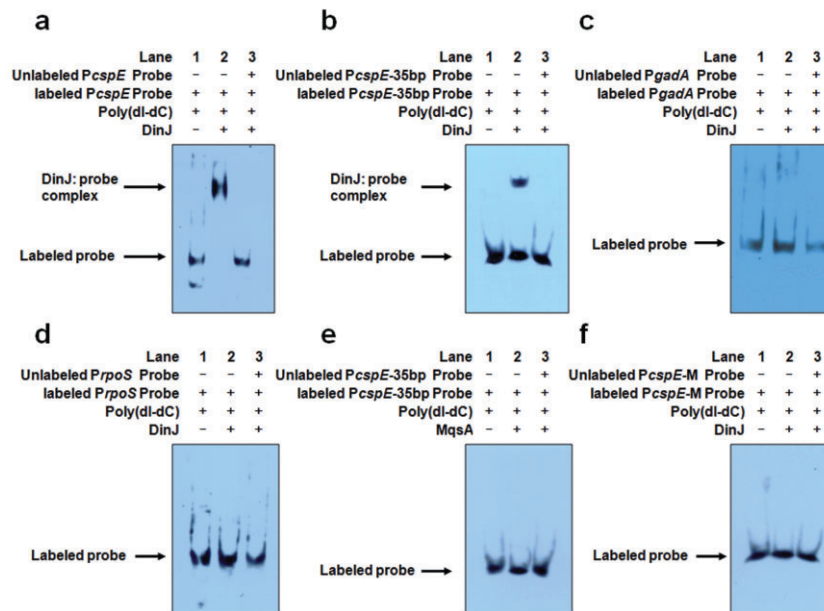 a
Lane 1 2 3
Unlabeled PcspE Probe – – +
labeled PcspE Probe + + +
Poly(dI-dC) + + +
DinJ – + +
DinJ: probe
complex
Labeled probe
b
Lane 1 2 3
Unlabeled PcspE-35bp Probe – – +
labeled PcspE-35bp Probe + + +
Poly(dI-dC) + + +
DinJ – + +
DinJ: probe
complex
Labeled probe
c
Lane 1 2 3
Unlabeled PgadA Probe – – +
labeled PgadA Probe + + +
Poly(dI-dC) + + +
DinJ – + +
Labeled probe
d
Lane 1 2 3
Unlabeled PrpoS Probe – – +
labeled PrpoS Probe + + +
Poly(dI-dC) + + +
DinJ – + +
Labeled probe
e
Lane 1 2 3
Unlabeled PcspE-35bp Probe – – +
labeled PcspE-35bp Probe + + +
Poly(dI-dC) + + +
MqsA – + +
Labeled probe
f
Lane 1 2 3
Unlabeled PcspE-M Probe – – +
labeled PcspE-M Probe + + +
Poly(dI-dC) + + +
DinJ – + +
Labeled probe